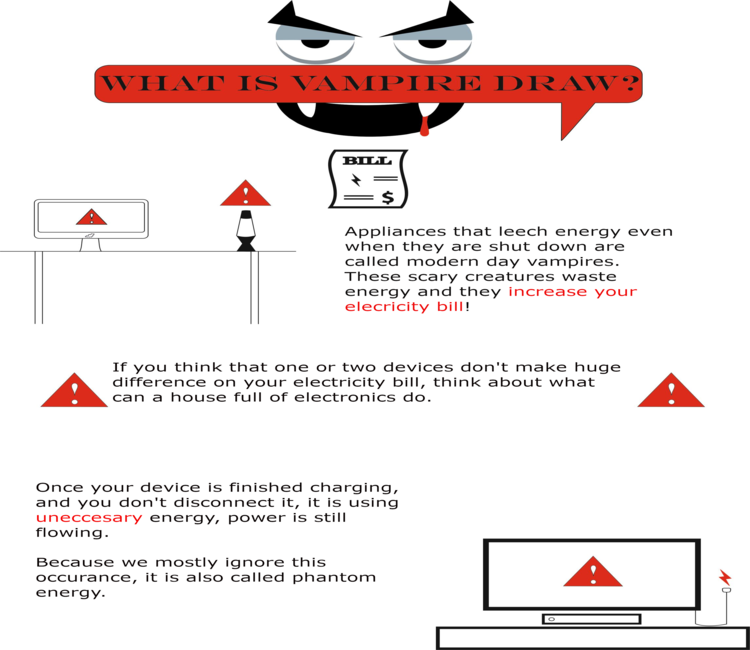 WHAT IS VAMPIRE DRAW?
BILL
$
Appliances that leech energy even
when they are shut down are
called modern day vampires.
These scary creatures waste
energy and they increase your
elecricity bill!
If you think that one or two devices don't make huge
difference on your electricity bill, think about what
can a house full of electronics do.
Once your device is finished charging,
and you don't disconnect it, it is using
uneccesary energy, power is still
flowing.
Because we mostly ignore this
occurance, it is also called phantom
energy.